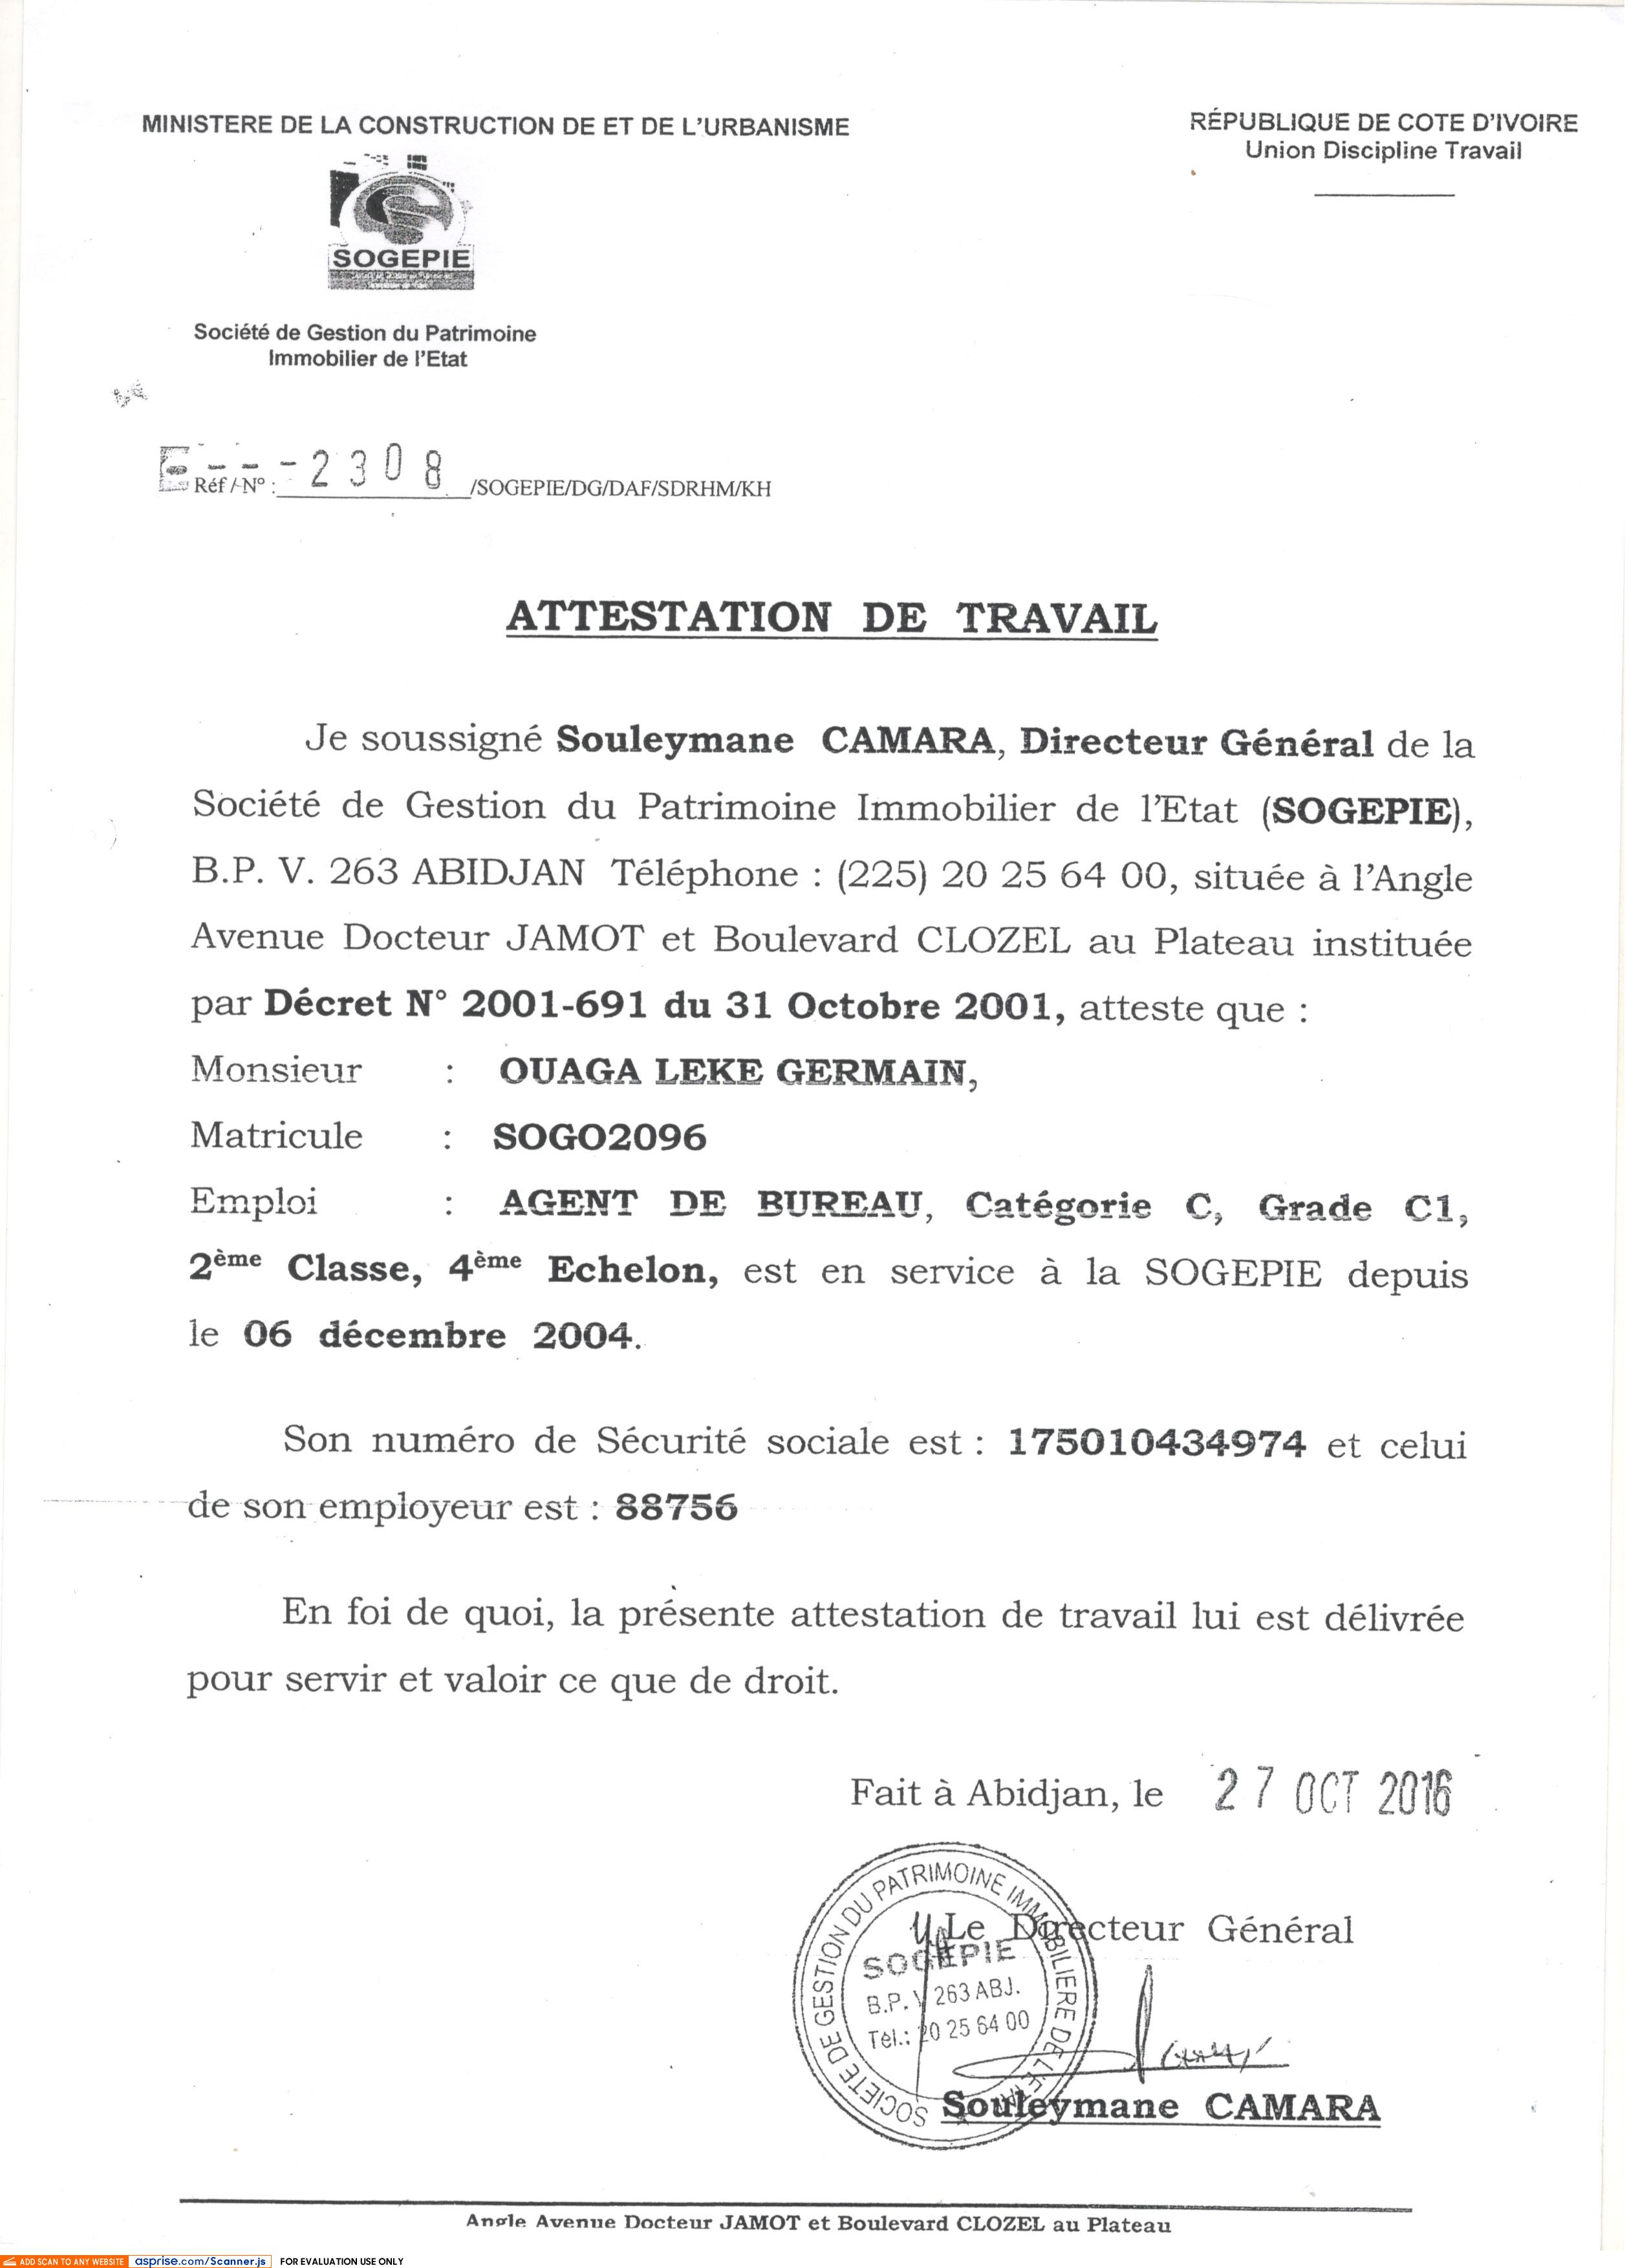 MINISTERE DE LA CONSTRUCTION DE ET DE L'URBANISME
RÉPUBLIQUE DE COTE D'IVOIRE
Union Discipline Travail
SOGEPIE
Société de Gestion du Patrimoine
Immobilier de l'Etat
E - - - - 2 3 0 8
Réf / N° : /SOGEPIE/DG/DAF/SDRHM/KH
ATTESTATION DE TRAVAIL
Je soussigné Souleymane CAMARA, Directeur Général de la
Société de Gestion du Patrimoine Immobilier de l'Etat (SOGEPIE),
B.P. V. 263 ABIDJAN Téléphone : (225) 20 25 64 00, située à l'Angle
Avenue Docteur JAMOT et Boulevard CLOZEL au Plateau instituée
par Décret N° 2001-691 du 31 Octobre 2001, atteste que :
Monsieur : OUAGA LEKE GERMAIN,
Matricule : SOGO2096
Emploi : AGENT DE BUREAU, Catégorie C, Grade C1,
2ème Classe, 4ème Echelon, est en service à la SOGEPIE depuis
le 06 décembre 2004.
Son numéro de Sécurité sociale est : 175010434974 et celui
de son employeur est : 88756
En foi de quoi, la présente attestation de travail lui est délivrée
pour servir et valoir ce que de droit.
Fait à Abidjan, le 27 OCT 2016
Le Directeur Général
SOCIETE DE GESTION DU PATRIMOINE IMMOBILIERE DE L'ETAT
SOGEPIE
B.P. V 263 ABJ.
Tél.: 20 25 64 00
Souleymane CAMARA
Angle Avenue Docteur JAMOT et Boulevard CLOZEL au Plateau
ADD SCAN TO ANY WEBSITE asprise.com/Scanner.js FOR EVALUATION USE ONLY